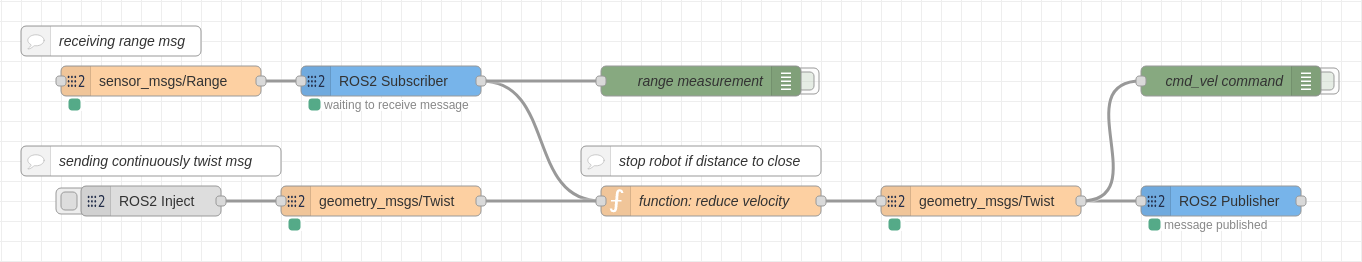 receiving range msg
sensor_msgs/Range
ROS2 Subscriber
waiting to receive message
range measurement
cmd_vel command
sending continuously twist msg
stop robot if distance to close
ROS2 Inject
geometry_msgs/Twist
function: reduce velocity
geometry_msgs/Twist
ROS2 Publisher
message published